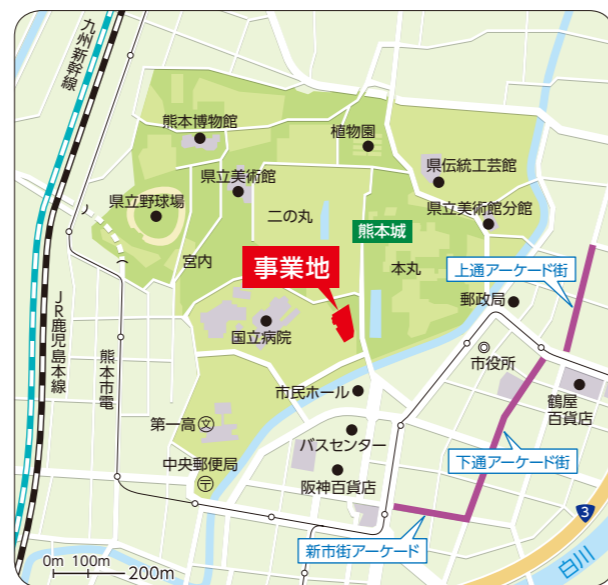 九州新幹線
熊本博物館
植物園
県伝統工芸館
県立美術館
県立野球場
二の丸
県立美術館分館
熊本城
宮内
事業地
本丸
上通アーケード街
郵政局
JR鹿児島本線
熊本市電
国立病院
市役所
市民ホール
鶴屋
百貨店
第一高
文
バスセンター
中央郵便局
〒
阪神百貨店
下通アーケード街
新市街アーケード
3
白川
0m 100m
200m